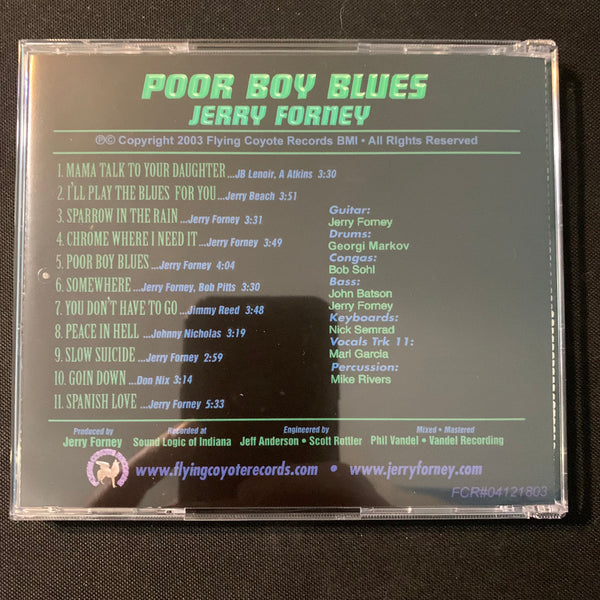 POOR BOY BLUES
JERRY FORNEY
℗© Copyright 2003 Flying Coyote Records BMI • All Rights Reserved
1. MAMA TALK TO YOUR DAUGHTER ...JB Lenoir, A Atkins 3:30
2. I'LL PLAY THE BLUES FOR YOU ...Jerry Beach 3:51
3. SPARROW IN THE RAIN ...Jerry Forney 3:31
4. CHROME WHERE I NEED IT ...Jerry Forney 3:49
5. POOR BOY BLUES ...Jerry Forney 4:04
6. SOMEWHERE ...Jerry Forney, Bob Pitts 3:30
7. YOU DON'T HAVE TO GO ...Jimmy Reed 3:48
8. PEACE IN HELL ...Johnny Nicholas 3:19
9. SLOW SUICIDE ...Jerry Forney 2:59
10. GOIN DOWN ...Don Nix 3:14
11. SPANISH LOVE ...Jerry Forney 5:33
Guitar:
Jerry Forney
Drums:
Georgi Markov
Congas:
Bob Sohl
Bass:
John Batson
Jerry Forney
Keyboards:
Nick Semrad
Vocals Trk 11:
Marl Garcia
Percussion:
Mike Rivers
Produced by
Jerry Forney
Recorded at
Sound Logic of Indiana
Engineered by
Jeff Anderson • Scott Rottler
Mixed • Mastered
Phil Vandel • Vandel Recording
www.flyingcoyoterecords.com • www.jerryforney.com
FCR#04121803